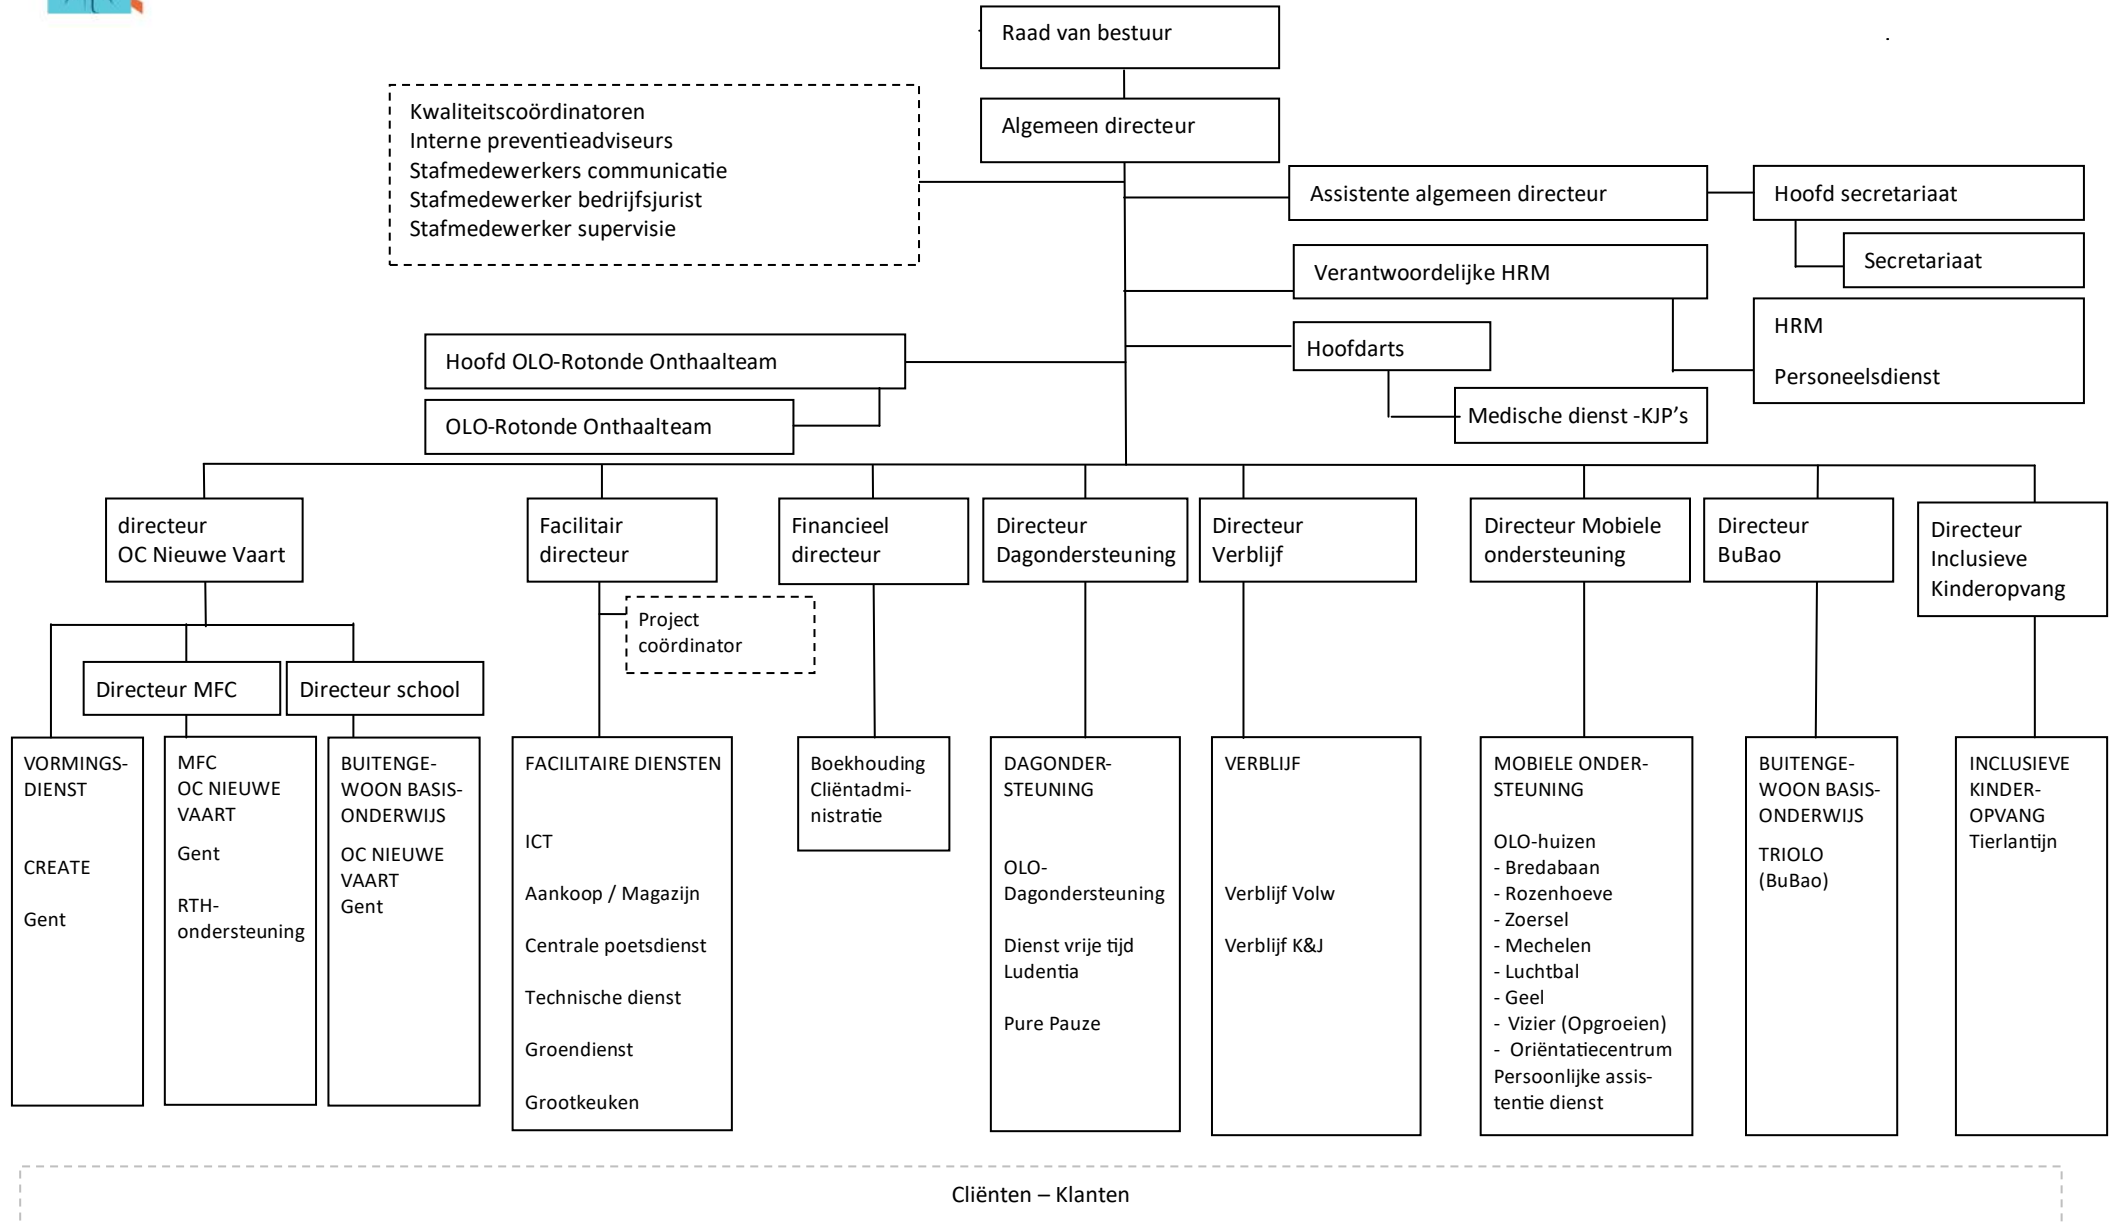 Raad van bestuur
Algemeen directeur
Kwaliteitscoördinatoren
Interne preventieadviseurs
Stafmedewerkers communicatie
Stafmedewerker bedrijfsjurist
Stafmedewerker supervisie
Assistente algemeen directeur
Hoofd secretariaat
Secretariaat
Verantwoordelijke HRM
HRM
Personeelsdienst
Hoofdarts
Medische dienst -KJP’s
Hoofd OLO-Rotonde Onthaalteam
OLO-Rotonde Onthaalteam
directeur
OC Nieuwe Vaart
Facilitair
directeur
Financieel
directeur
Directeur
Dagondersteuning
Directeur
Verblijf
Directeur Mobiele
ondersteuning
Directeur
BuBao
Directeur
Inclusieve
Kinderopvang
Project
coördinator
Directeur MFC
Directeur school
VORMINGS-
DIENST
CREATE
Gent
MFC
OC NIEUWE
VAART
Gent
RTH-
ondersteuning
BUITENGE-
WOON BASIS-
ONDERWIJS
OC NIEUWE
VAART
Gent
FACILITAIRE DIENSTEN
ICT
Aankoop / Magazijn
Centrale poetsdienst
Technische dienst
Groendienst
Grootkeuken
Boekhouding
Cliëntadmi-
nistratie
DAGONDER-
STEUNING
OLO-
Dagondersteuning
Dienst vrije tijd
Ludentia
Pure Pauze
VERBLIJF
Verblijf Volw
Verblijf K&J
MOBIELE ONDER-
STEUNING
OLO-huizen
- Bredabaan
- Rozenhoeve
- Zoersel
- Mechelen
- Luchtbal
- Geel
- Vizier (Opgroeien)
- Oriëntatiecentrum
Persoonlijke assis-
tentie dienst
BUITENGE-
WOON BASIS-
ONDERWIJS
TRIOLO
(BuBao)
INCLUSIEVE
KINDER-
OPVANG
Tierlantijn
Cliënten – Klanten